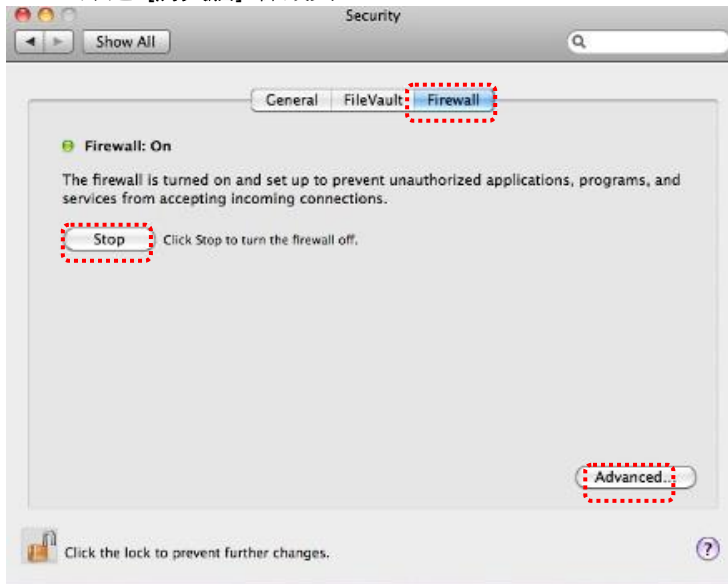 Security
Show All
General FileVault Firewall
Firewall: On
The firewall is turned on and set up to prevent unauthorized applications, programs, and
services from accepting incoming connections.
Stop Click Stop to turn the firewall off.
Advanced...
Click the lock to prevent further changes.
?